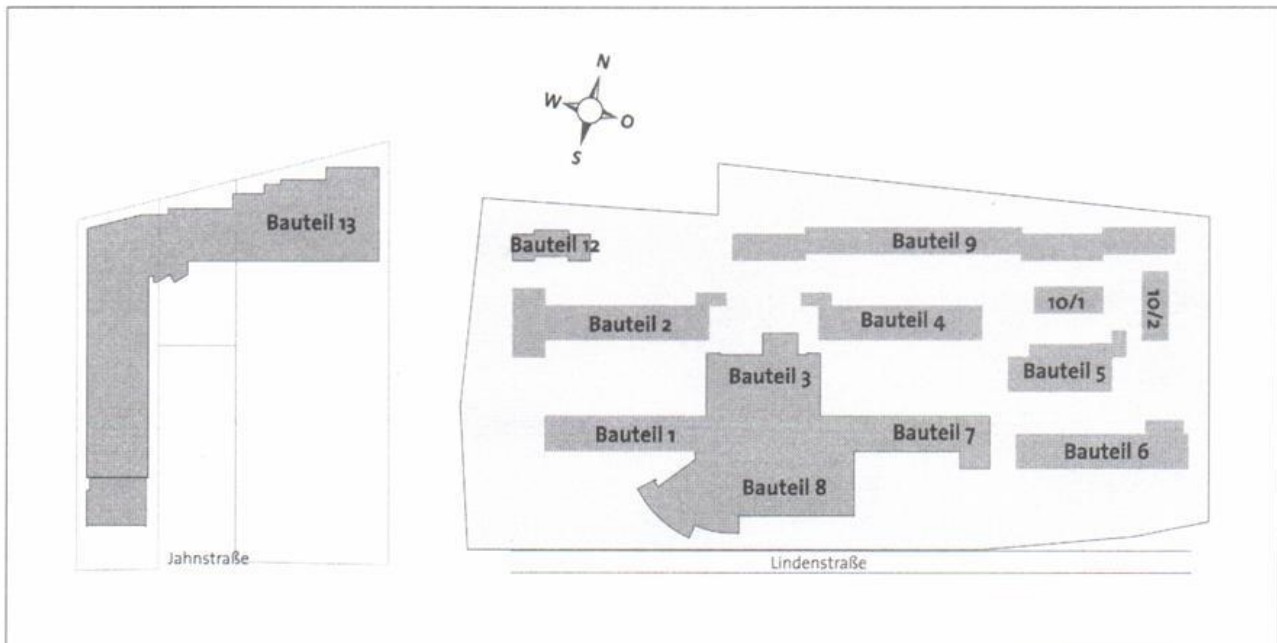 N
W
O
S
Bauteil 13
Bauteil 12
Bauteil 9
10/1
10/2
Bauteil 2
Bauteil 4
Bauteil 3
Bauteil 5
Bauteil 1
Bauteil 7
Bauteil 6
Bauteil 8
Jahnstraße
Lindenstraße